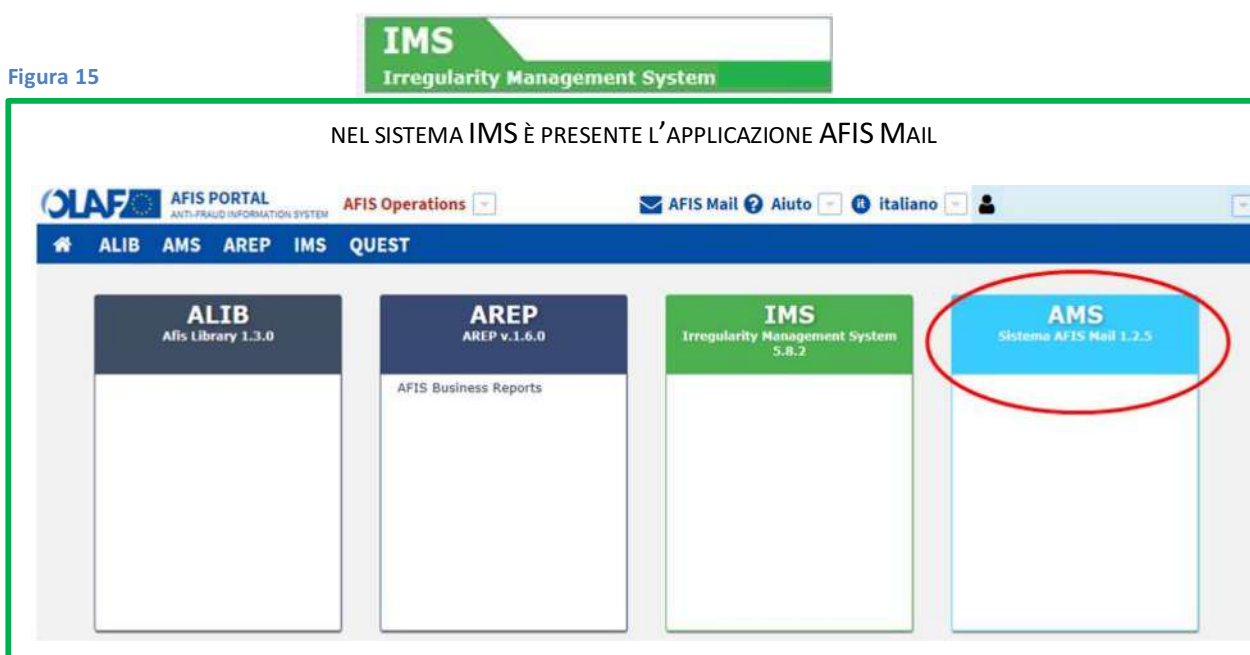 IMS
Irregularity Management System
Figura 15
NEL SISTEMA IMS È PRESENTE L'APPLICAZIONE AFIS MAIL
OLAF AFIS PORTAL AFIS Operations AFIS Mail ? Aiuto it italiano
ANTI-FRAUD INFORMATION SYSTEM
ALIB AMS AREP IMS QUEST
ALIB
Afis Library 1.3.0
AREP
AREP v.1.6.0
AFIS Business Reports
IMS
Irregularity Management System
5.8.2
AMS
Sistema AFIS Mail 1.2.5